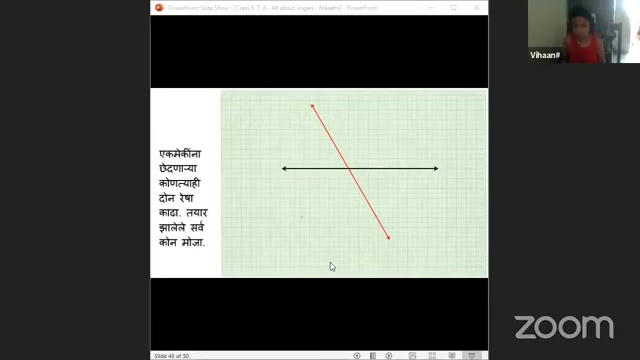 PowerPoint Slide Show - [Class 6, 7, 8 - All about angles - Marathi] - PowerPoint
एकमेकींना
छेदणाऱ्या
कोणत्याही
दोन रेषा
काढा. तयार
झालेले सर्व
कोन मोजा.
Vihaan#
Slide 48 of 50
zoom